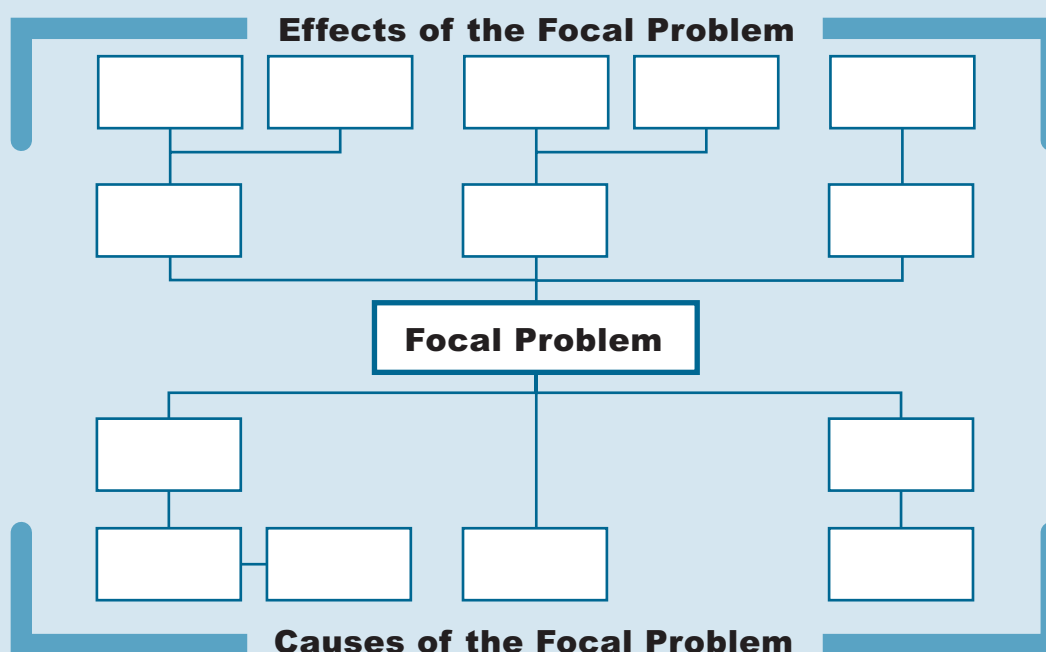 Effects of the Focal Problem
Focal Problem
Causes of the Focal Problem